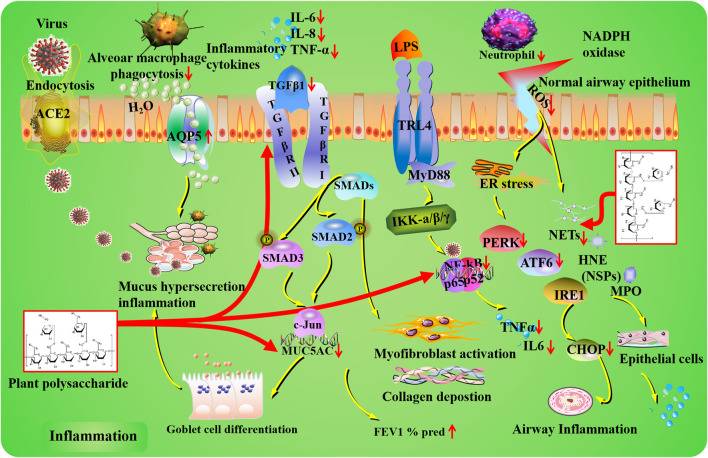 Virus
Alveoar macrophage
phagocytosis
IL-6
IL-8
TNF-α
Inflammatory
cytokines
LPS
Neutrophil
NADPH
oxidase
Endocytosis
ACE2
H₂O
AQP5
TGFβ1
TGFβRII
TGFβRI
TRL4
MyD88
ROS
Normal airway epithelium
SMADs
ER stress
IKK-a/β/γ
NETs
P
P
SMAD3
SMAD2
PERK
ATF6
HNE
(NSPs)
NF-kB
p65
p52
IRE1
MPO
Mucus hypersecretion
inflammation
c-Jun
MUC5AC
TNFα
IL6
CHOP
Epithelial cells
Myofibroblast activation
Plant polysaccharide
Collagen depostion
Goblet cell differentiation
FEV1 % pred
Airway Inflammation
Inflammation